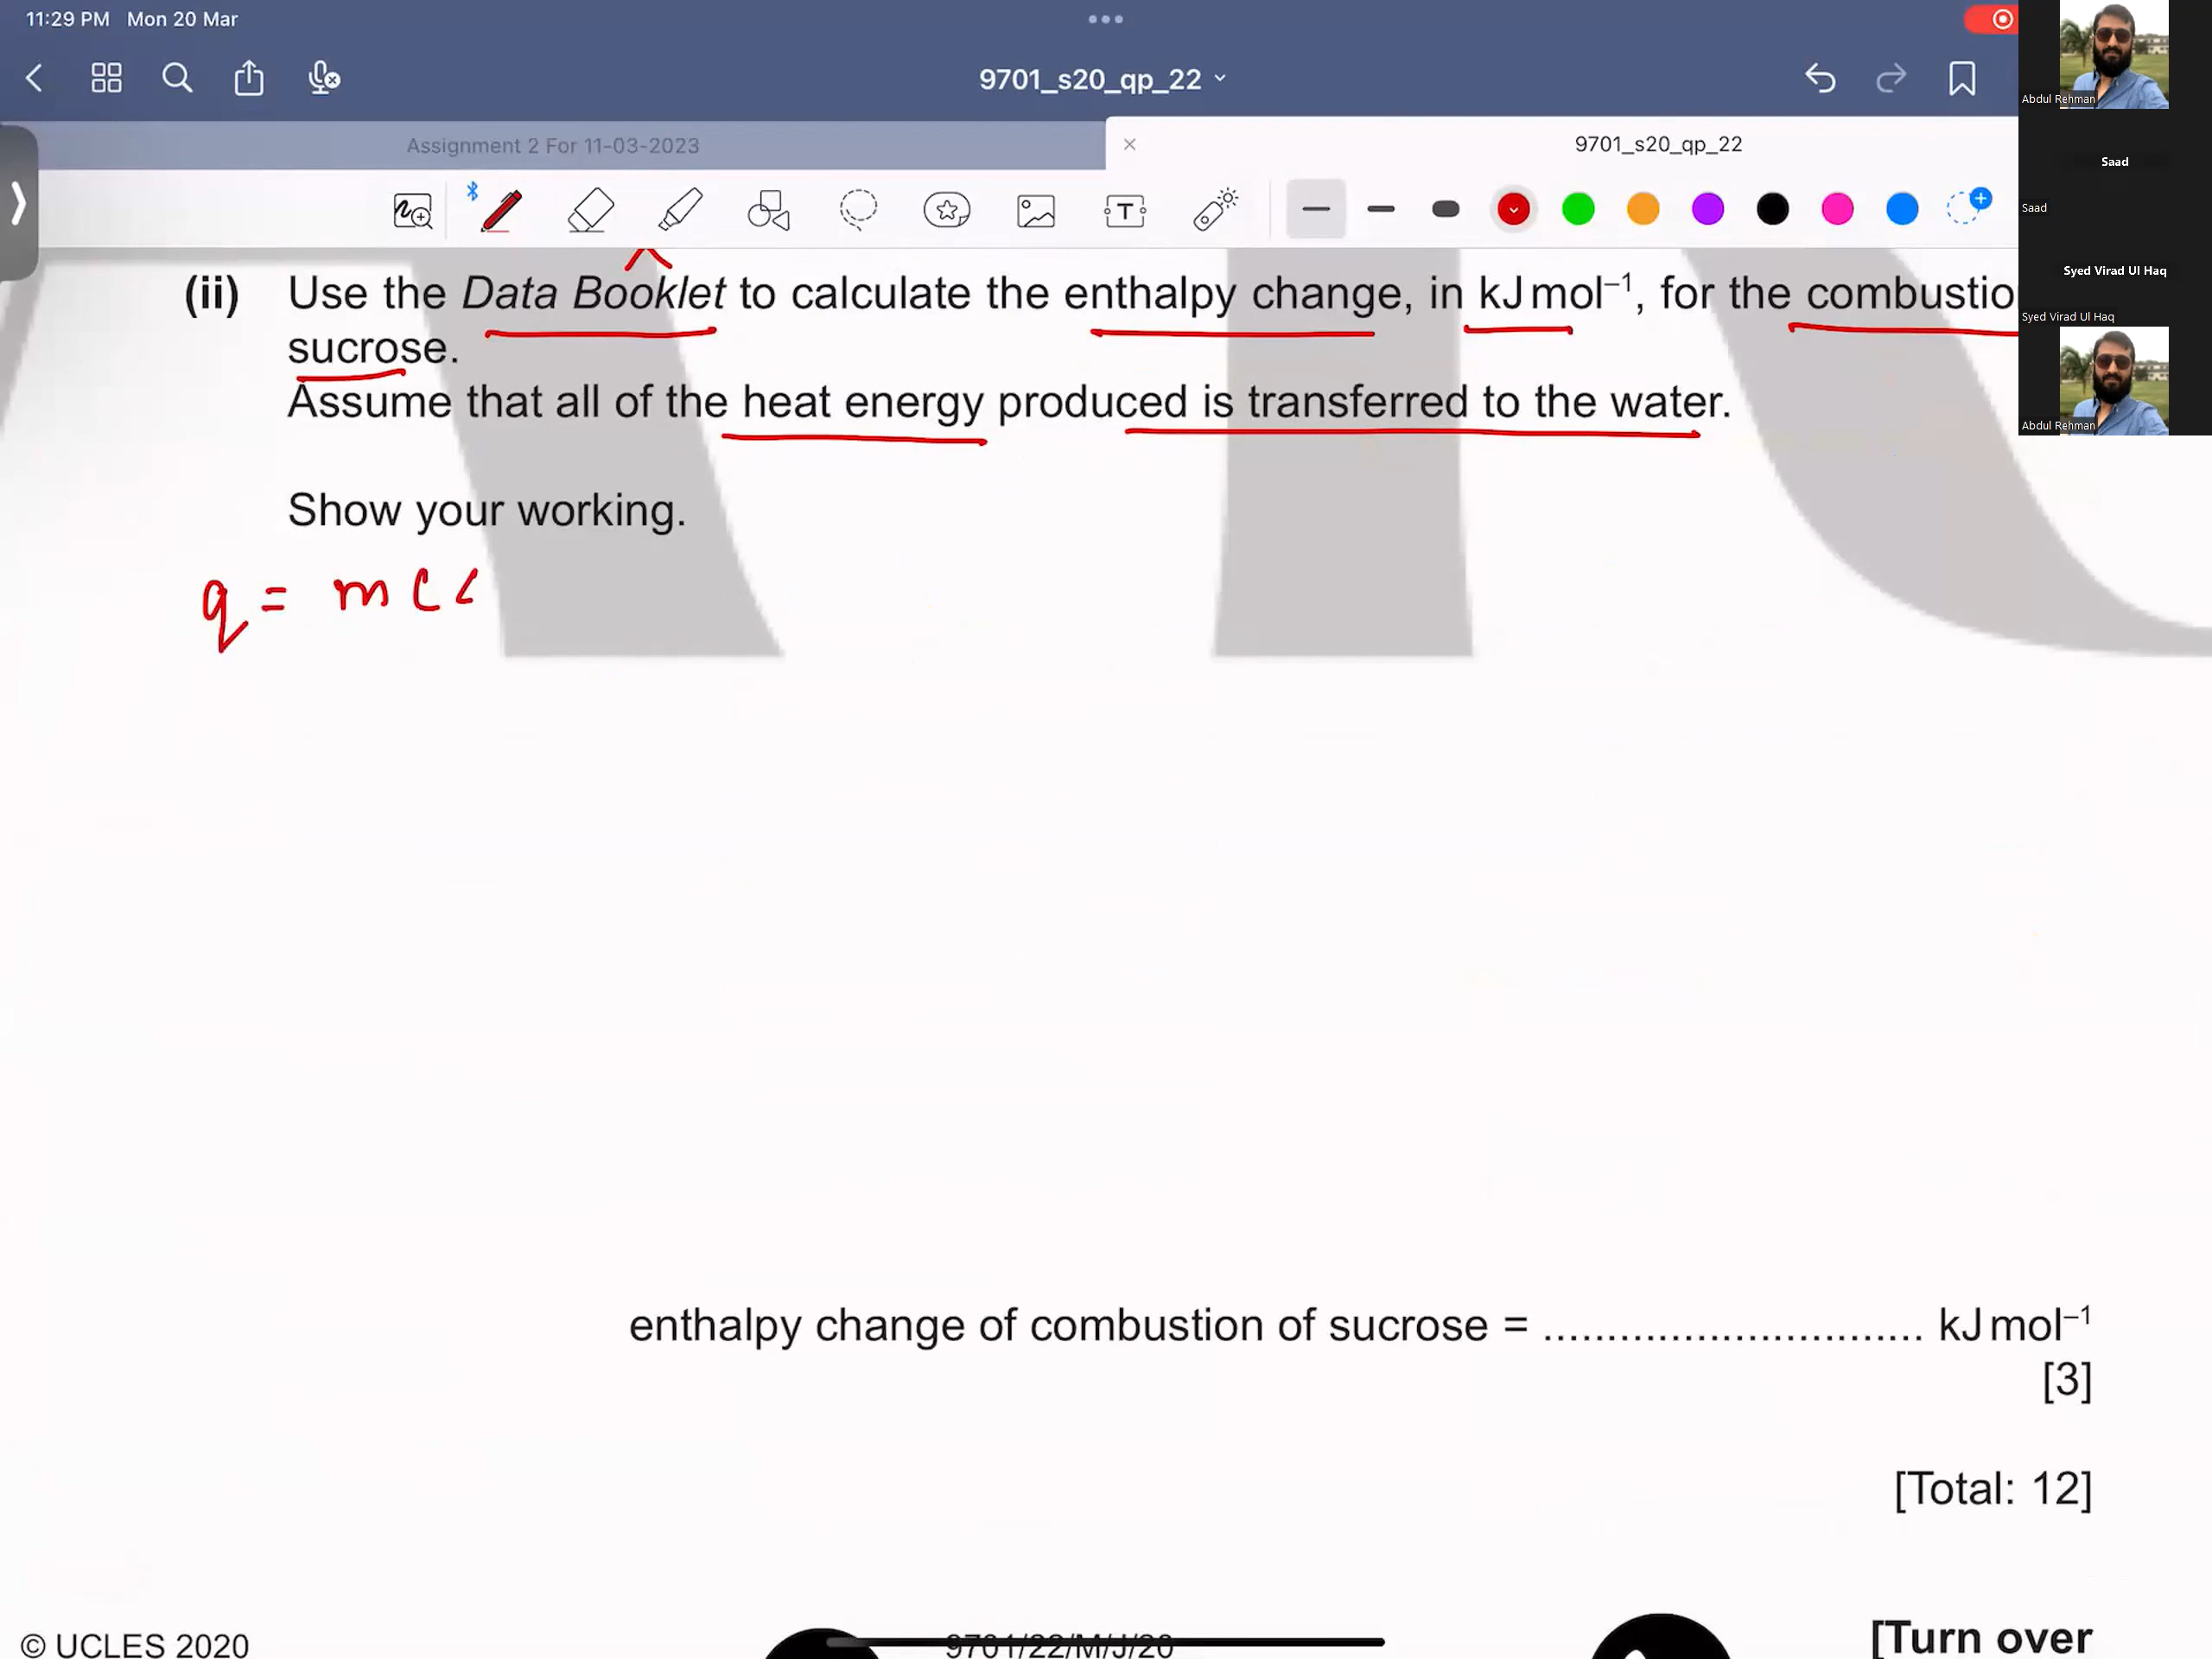 11:29 PM Mon 20 Mar
9701_s20_qp_22
Assignment 2 For 11-03-2023
9701_s20_qp_22
T
Abdul Rehman
Saad
Saad
Syed Virad Ul Haq
Syed Virad Ul Haq
Abdul Rehman
(ii) Use the Data Booklet to calculate the enthalpy change, in kJ mol⁻¹, for the combustio
sucrose.
Assume that all of the heat energy produced is transferred to the water.
Show your working.
q = m c
enthalpy change of combustion of sucrose = ............................. kJ mol⁻¹
[3]
[Total: 12]
© UCLES 2020
9701/22/M/J/20
[Turn over